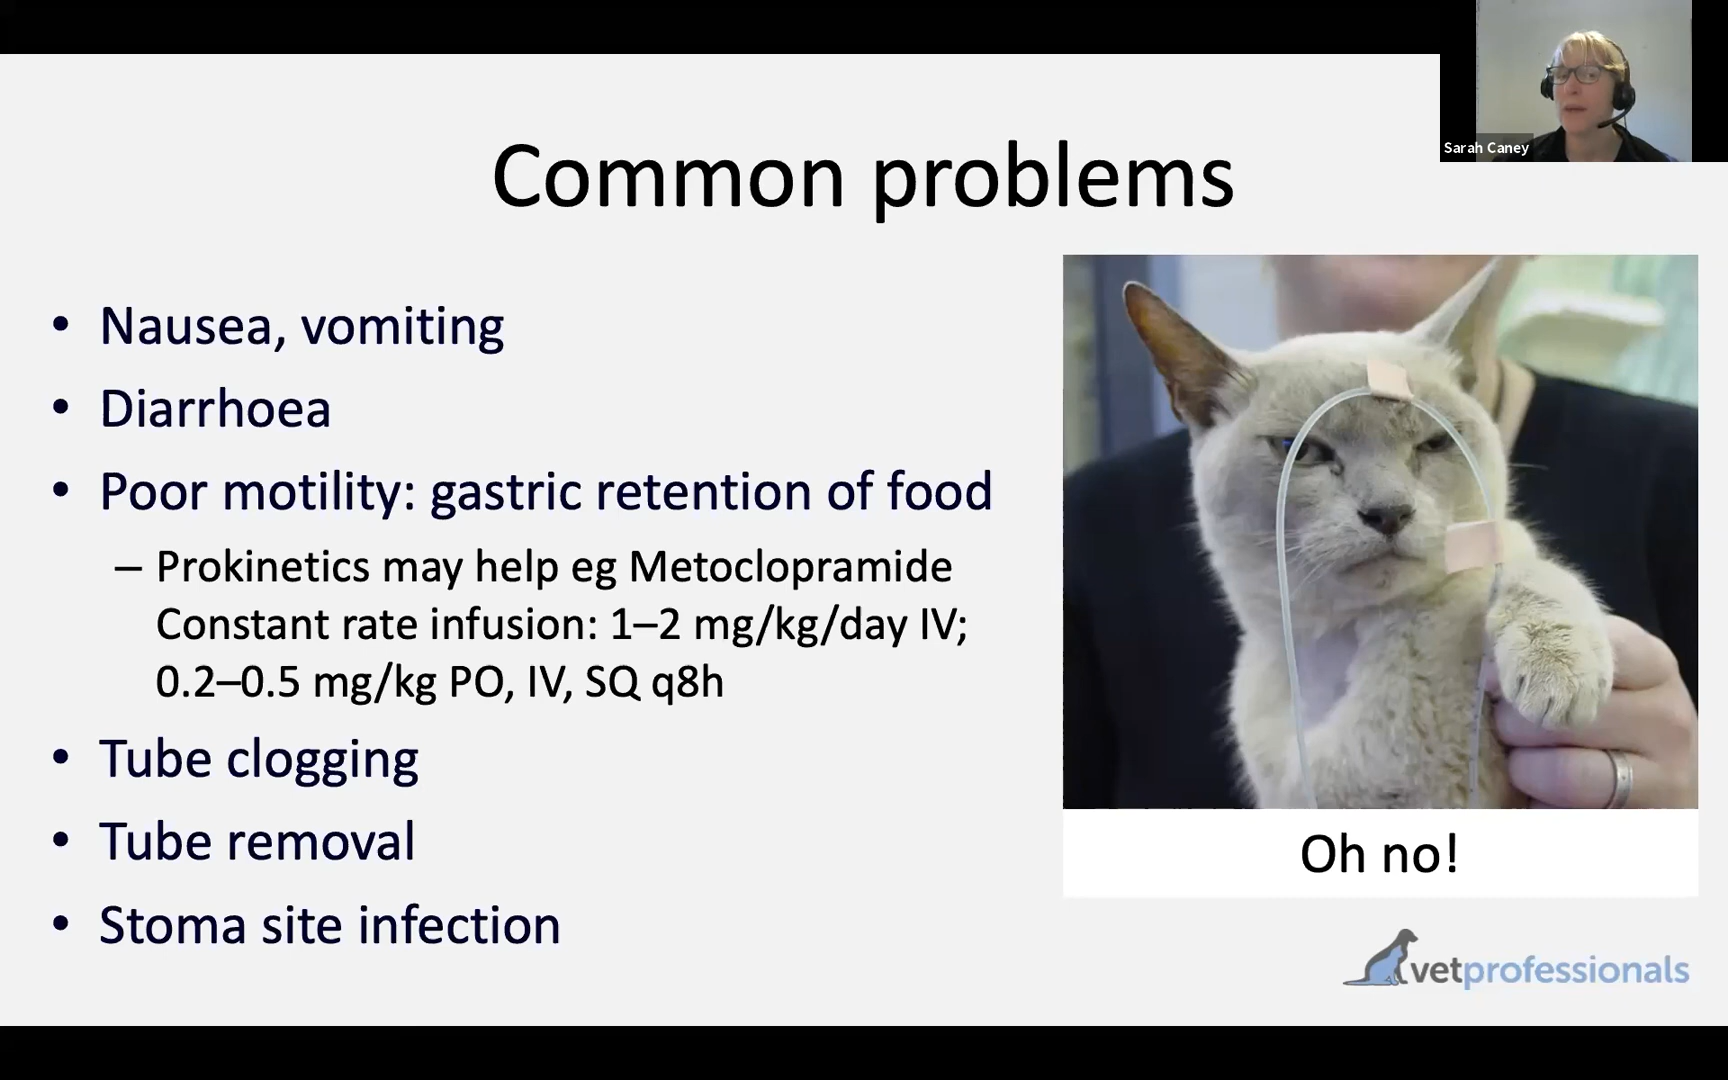 Sarah Caney
Common problems
• Nausea, vomiting
• Diarrhoea
• Poor motility: gastric retention of food
– Prokinetics may help eg Metoclopramide
Constant rate infusion: 1–2 mg/kg/day IV;
0.2–0.5 mg/kg PO, IV, SQ q8h
• Tube clogging
• Tube removal
• Stoma site infection
Oh no!
vetprofessionals